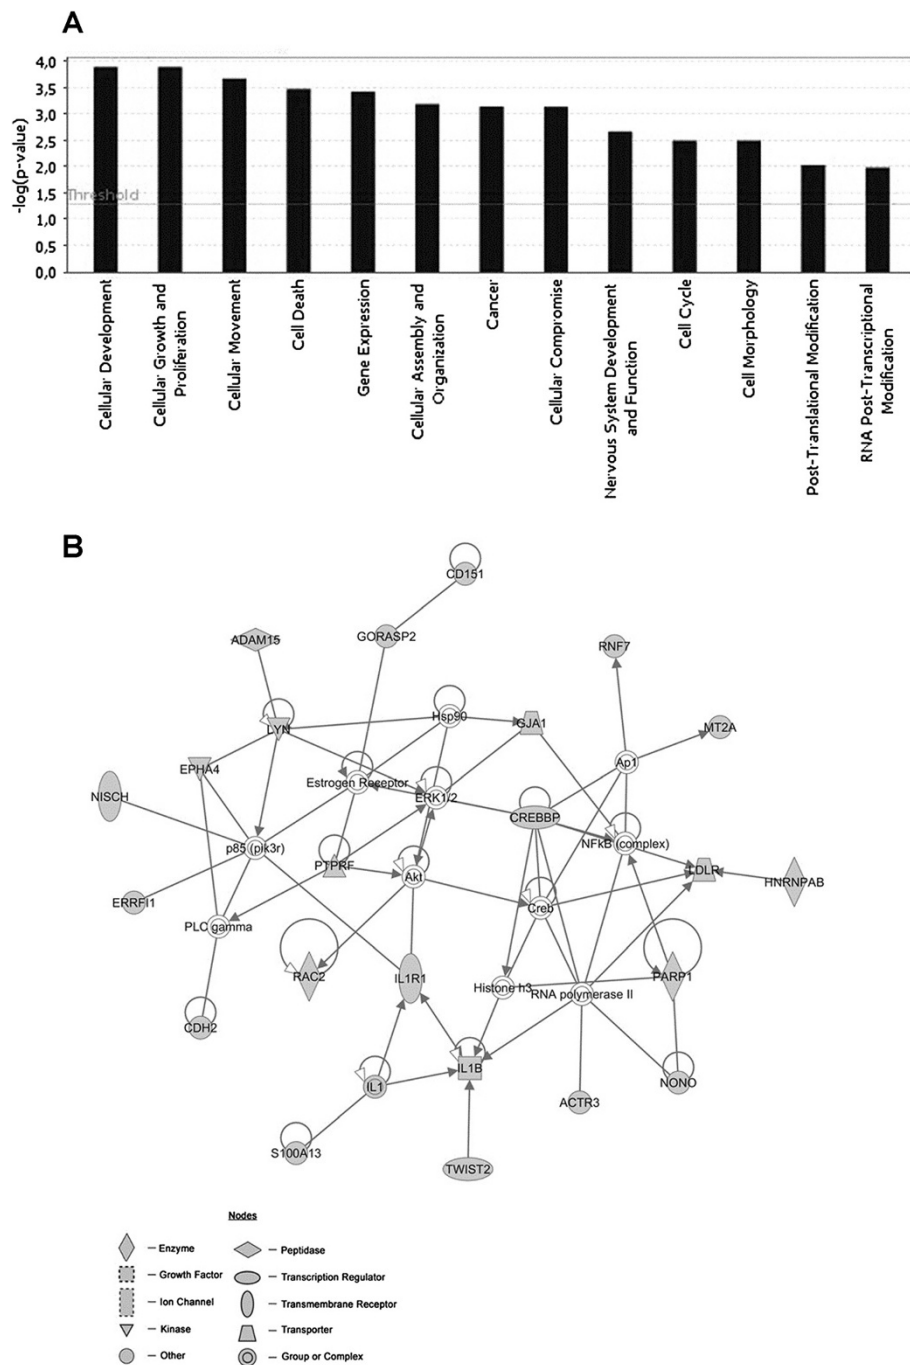 A
-log(p-value)
4,0
3,5
3,0
2,5
2,0
1,5
1,0
0,5
0,0
Threshold
Cellular Development
Cellular Growth and
Proliferation
Cellular Movement
Cell Death
Gene Expression
Cellular Assembly and
Organization
Cancer
Cellular Compromise
Nervous System Development
and Function
Cell Cycle
Cell Morphology
Post-Translational Modification
RNA Post-Transcriptional
Modification
B
CD151
ADAM15
GORASP2
RNF7
LYN
Hsp90
GJA1
MT2A
EPHA4
Ap1
NISCH
Estrogen Receptor
ERK1/2
CREBBP
p85 (pik3r)
PTPRF
NFkB (complex)
Akt
LDLR
HNRNPAB
ERRFI1
Creb
PLC gamma
RAC2
IL1R1
Histone h3
RNA polymerase II
PARP1
CDH2
IL1
IL1B
NONO
ACTR3
S100A13
TWIST2
Nodes
– Enzyme
– Peptidase
– Growth Factor
– Transcription Regulator
– Ion Channel
– Transmembrane Receptor
– Kinase
– Transporter
– Other
– Group or Complex